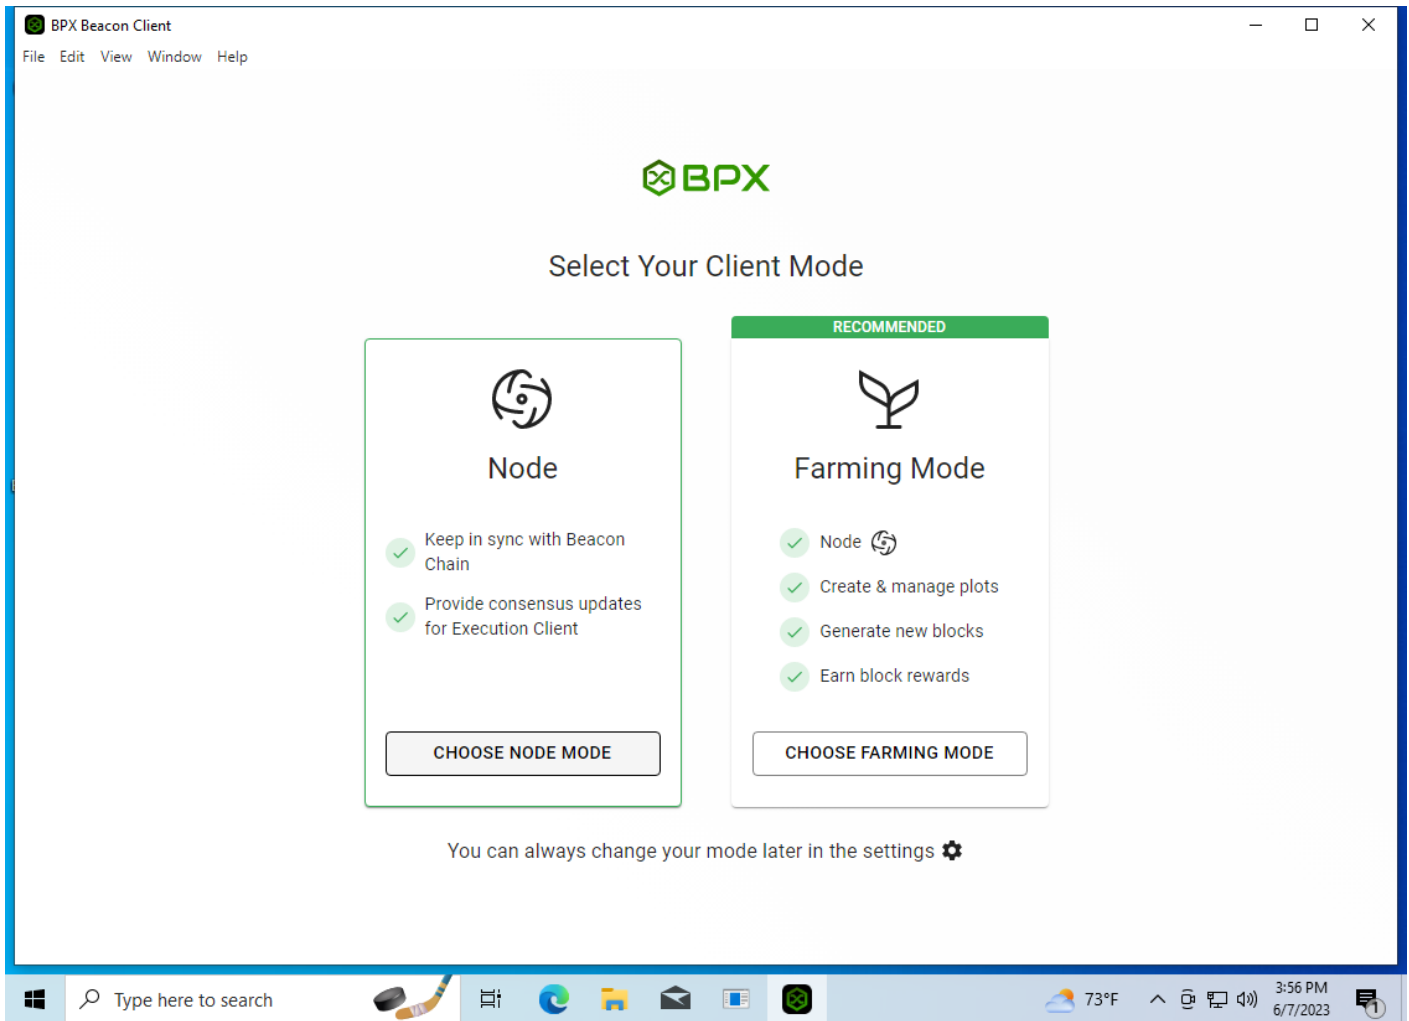 BPX Beacon Client
File Edit View Window Help
BPX
Select Your Client Mode
Node
Keep in sync with Beacon
Chain
Provide consensus updates
for Execution Client
CHOOSE NODE MODE
RECOMMENDED
Farming Mode
Node
Create & manage plots
Generate new blocks
Earn block rewards
CHOOSE FARMING MODE
You can always change your mode later in the settings
Type here to search
73°F
3:56 PM
6/7/2023
1